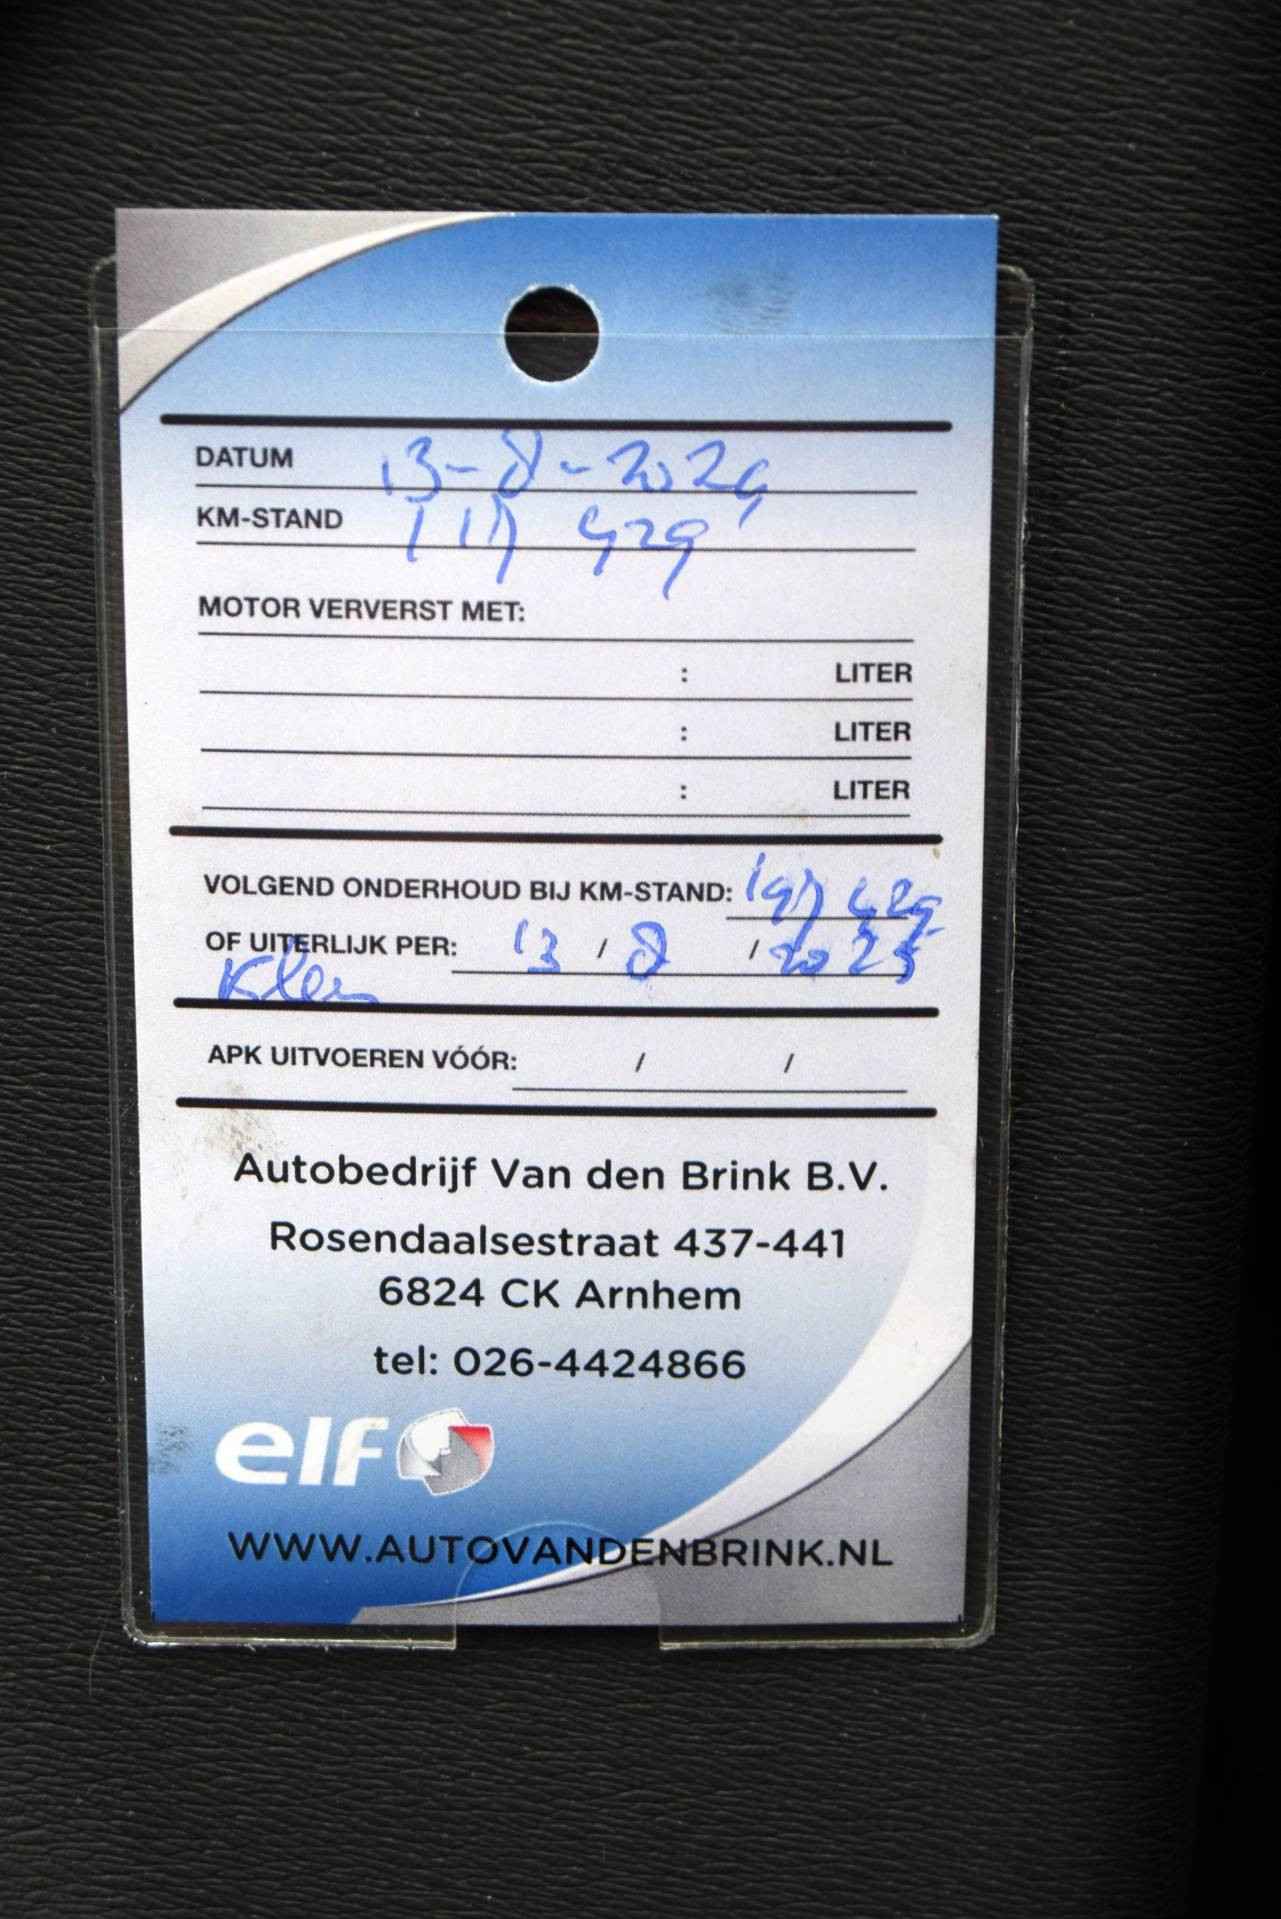 DATUM 13-8-2024
KM-STAND 117 429
MOTOR VERVERST MET:
: LITER
: LITER
: LITER
VOLGEND ONDERHOUD BIJ KM-STAND: 147 429
OF UITERLIJK PER: 13 / 8 / 2025
APK UITVOEREN VÓÓR: / /
Autobedrijf Van den Brink B.V.
Rosendaalsestraat 437-441
6824 CK Arnhem
tel: 026-4424866
elf
WWW.AUTOVANDENBRINK.NL